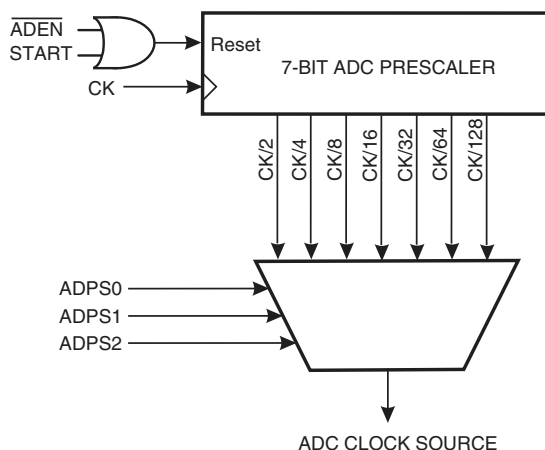 ADEN
START
Reset
7-BIT ADC PRESCALER
CK
CK/2
CK/4
CK/8
CK/16
CK/32
CK/64
CK/128
ADPS0
ADPS1
ADPS2
ADC CLOCK SOURCE